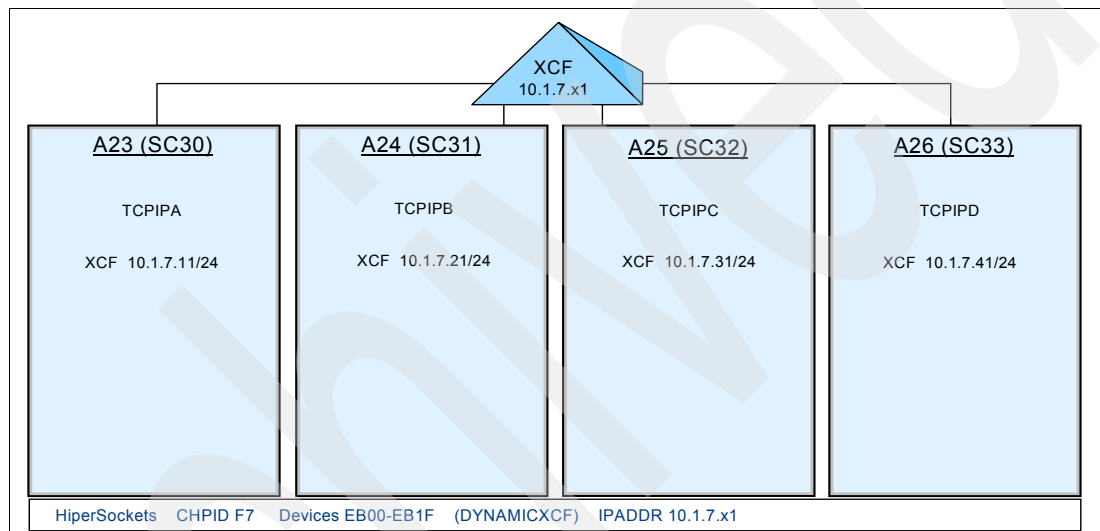 XCF
10.1.7.x1
A23 (SC30)
TCPIPA
XCF 10.1.7.11/24
A24 (SC31)
TCPIPB
XCF 10.1.7.21/24
A25 (SC32)
TCPIPC
XCF 10.1.7.31/24
A26 (SC33)
TCPIPD
XCF 10.1.7.41/24
HiperSockets CHPID F7 Devices EB00-EB1F (DYNAMICXCF) IPADDR 10.1.7.x1